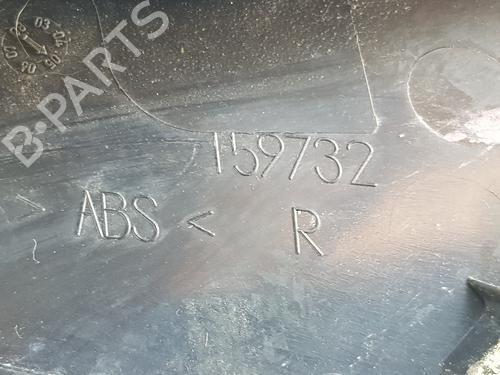 B-PARTS
159732
> ABS <
R